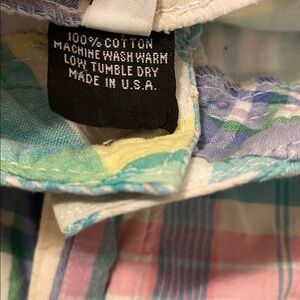 100% COTTON
MACHINE WASH WARM
LOW TUMBLE DRY
MADE IN U.S.A.